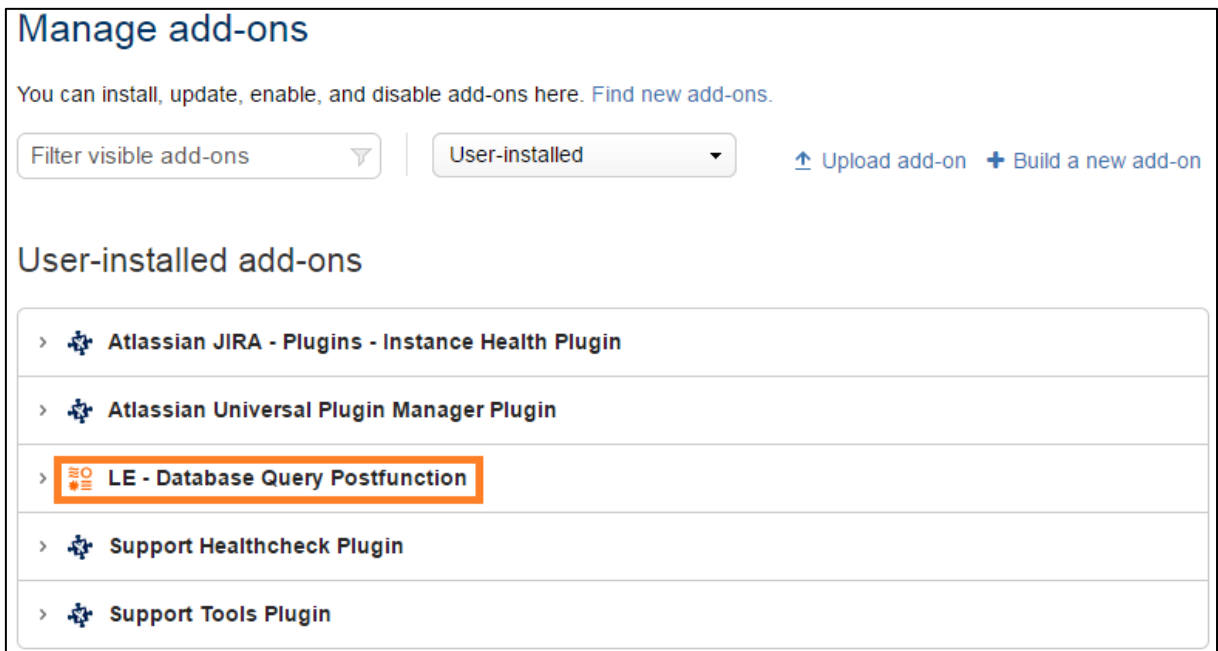 Manage add-ons
You can install, update, enable, and disable add-ons here. Find new add-ons.
Filter visible add-ons User-installed Upload add-on Build a new add-on
User-installed add-ons
Atlassian JIRA - Plugins - Instance Health Plugin
Atlassian Universal Plugin Manager Plugin
LE - Database Query Postfunction
Support Healthcheck Plugin
Support Tools Plugin